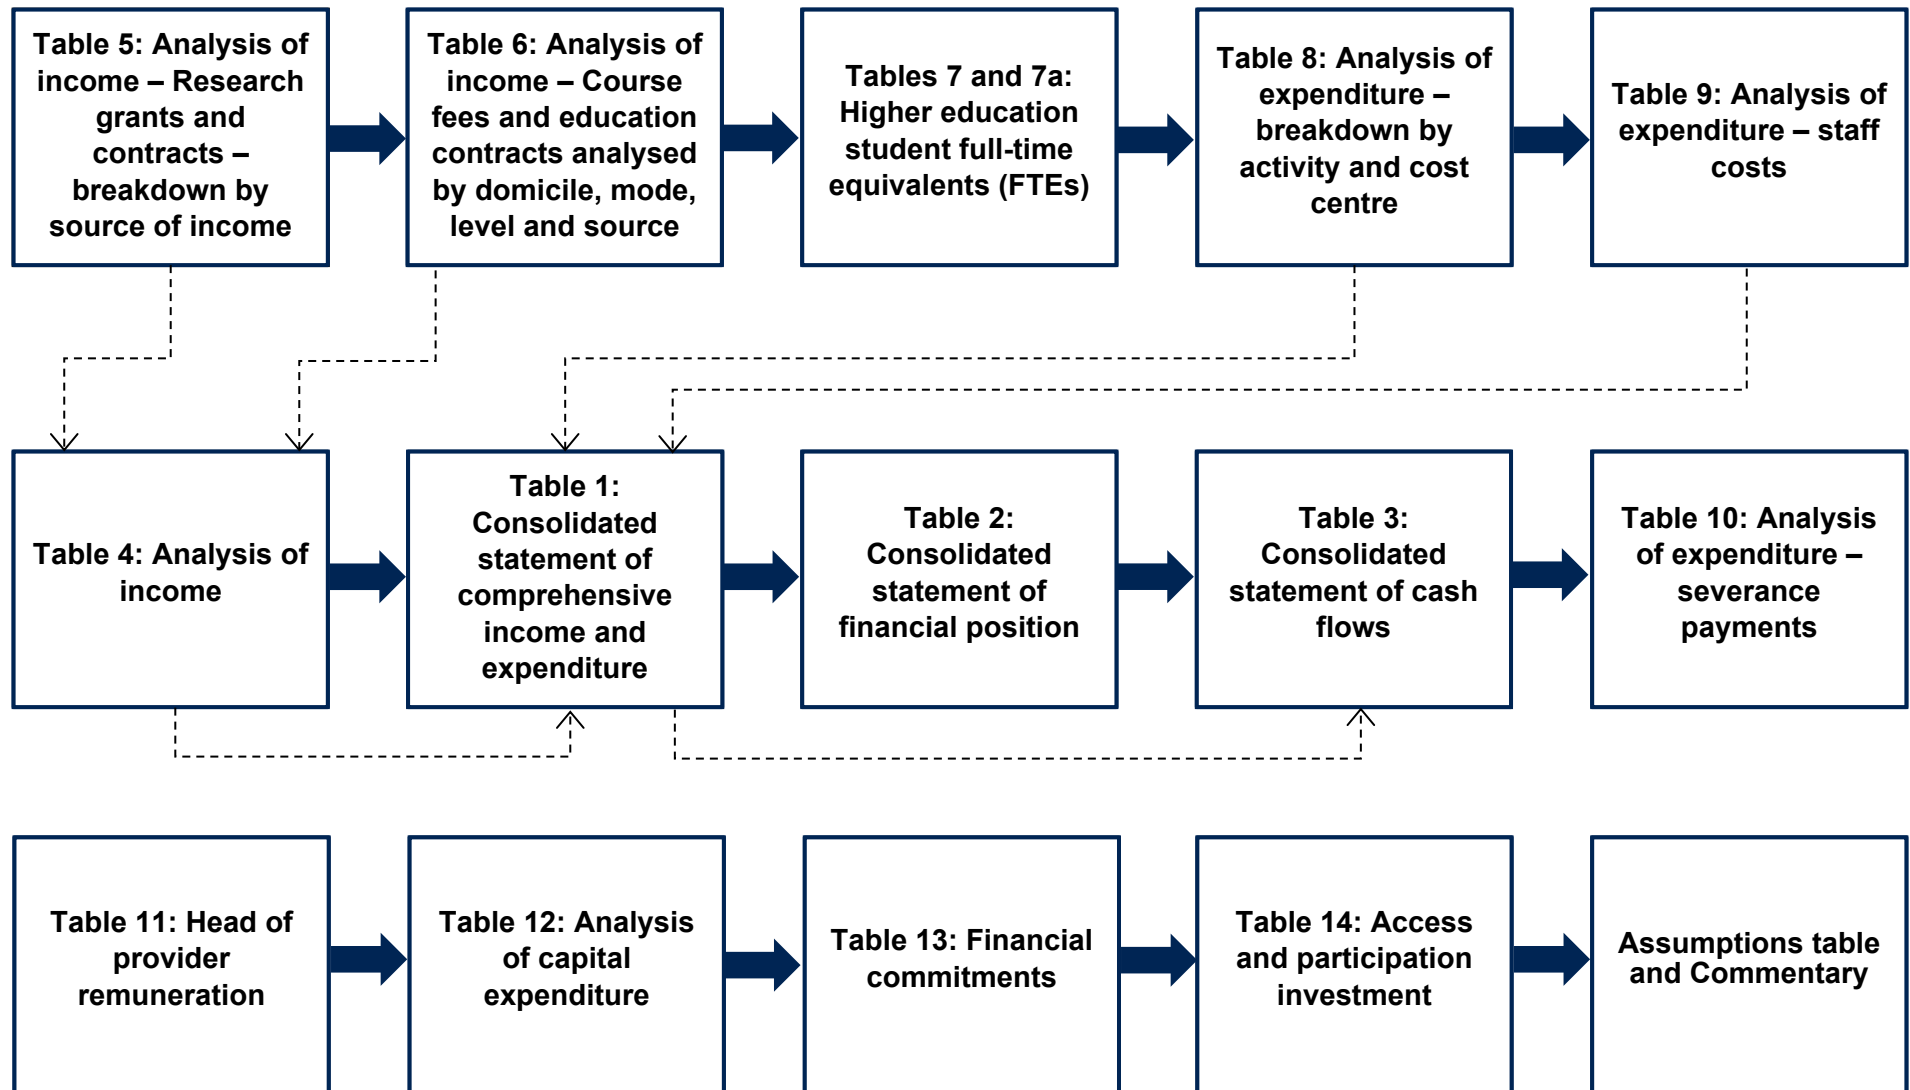 Table 5: Analysis of
income – Research
grants and
contracts –
breakdown by
source of income
Table 6: Analysis of
income – Course
fees and education
contracts analysed
by domicile, mode,
level and source
Tables 7 and 7a:
Higher education
student full-time
equivalents (FTEs)
Table 8: Analysis of
expenditure –
breakdown by
activity and cost
centre
Table 9: Analysis of
expenditure – staff
costs
Table 4: Analysis of
income
Table 1:
Consolidated
statement of
comprehensive
income and
expenditure
Table 2:
Consolidated
statement of
financial position
Table 3:
Consolidated
statement of cash
flows
Table 10: Analysis
of expenditure –
severance
payments
Table 11: Head of
provider
remuneration
Table 12: Analysis
of capital
expenditure
Table 13: Financial
commitments
Table 14: Access
and participation
investment
Assumptions table
and Commentary